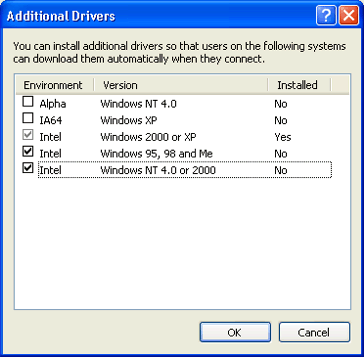 Additional Drivers
You can install additional drivers so that users on the following systems
can download them automatically when they connect.
Environment Version Installed
Alpha Windows NT 4.0 No
IA64 Windows XP No
Intel Windows 2000 or XP Yes
Intel Windows 95, 98 and Me No
Intel Windows NT 4.0 or 2000 No
OK Cancel